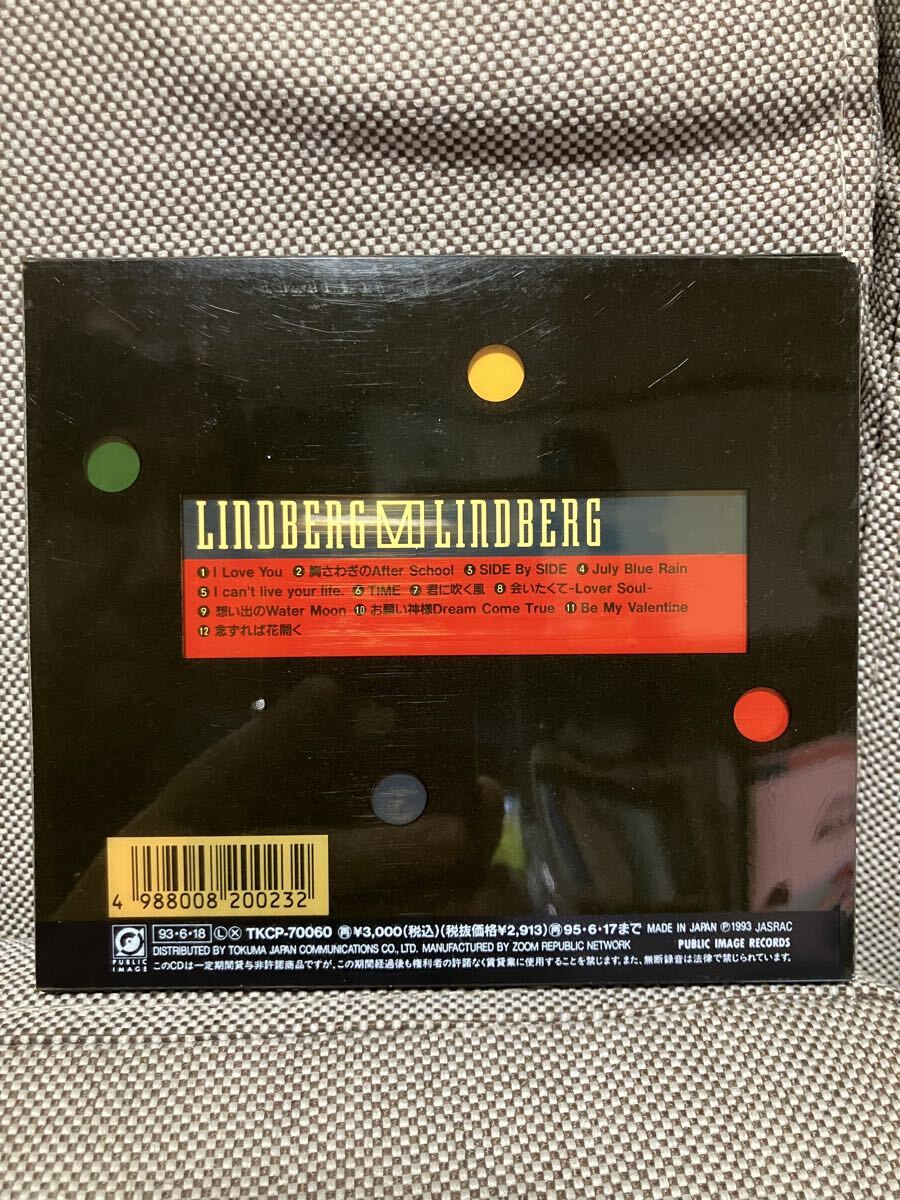 LINDBERG VI LINDBERG
1 I Love You 2 胸さわぎのAfter School 3 SIDE By SIDE 4 July Blue Rain
5 I can't live your life. 6 TIME 7 君に吹く風 8 会いたくて-Lover Soul-
9 想い出のWater Moon 10 お願い神様Dream Come True 11 Be My Valentine
12 念ずれば花開く
4 988008 200232
PUBLIC IMAGE
93・6・18 Ⓛ Ⓧ TKCP-70060 ㊢¥3,000(税込)(税抜価格¥2,913)㊢95・6・17まで MADE IN JAPAN Ⓟ1993 JASRAC
DISTRIBUTED BY TOKUMA JAPAN COMMUNICATIONS CO., LTD. MANUFACTURED BY ZOOM REPUBLIC NETWORK PUBLIC IMAGE RECORDS
このCDは一定期間貸与非許諾商品ですが、この期間経過後も権利者の許諾なく賃貸業に使用することを禁じます。また、無断録音は法律で禁じられています。